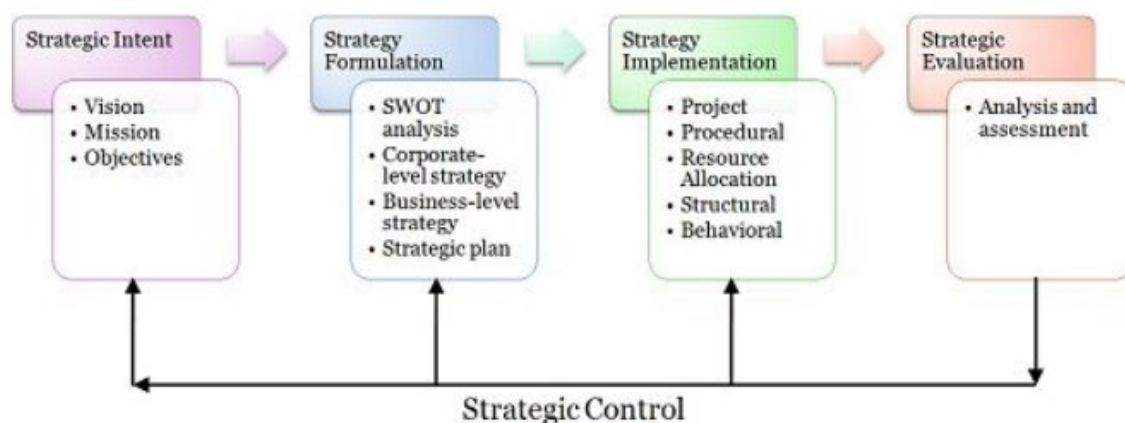 Strategic Intent
• Vision
• Mission
• Objectives
Strategy
Formulation
• SWOT
analysis
• Corporate-
level strategy
• Business-level
strategy
• Strategic plan
Strategy
Implementation
• Project
• Procedural
• Resource
Allocation
• Structural
• Behavioral
Strategic
Evaluation
• Analysis and
assessment
Strategic Control